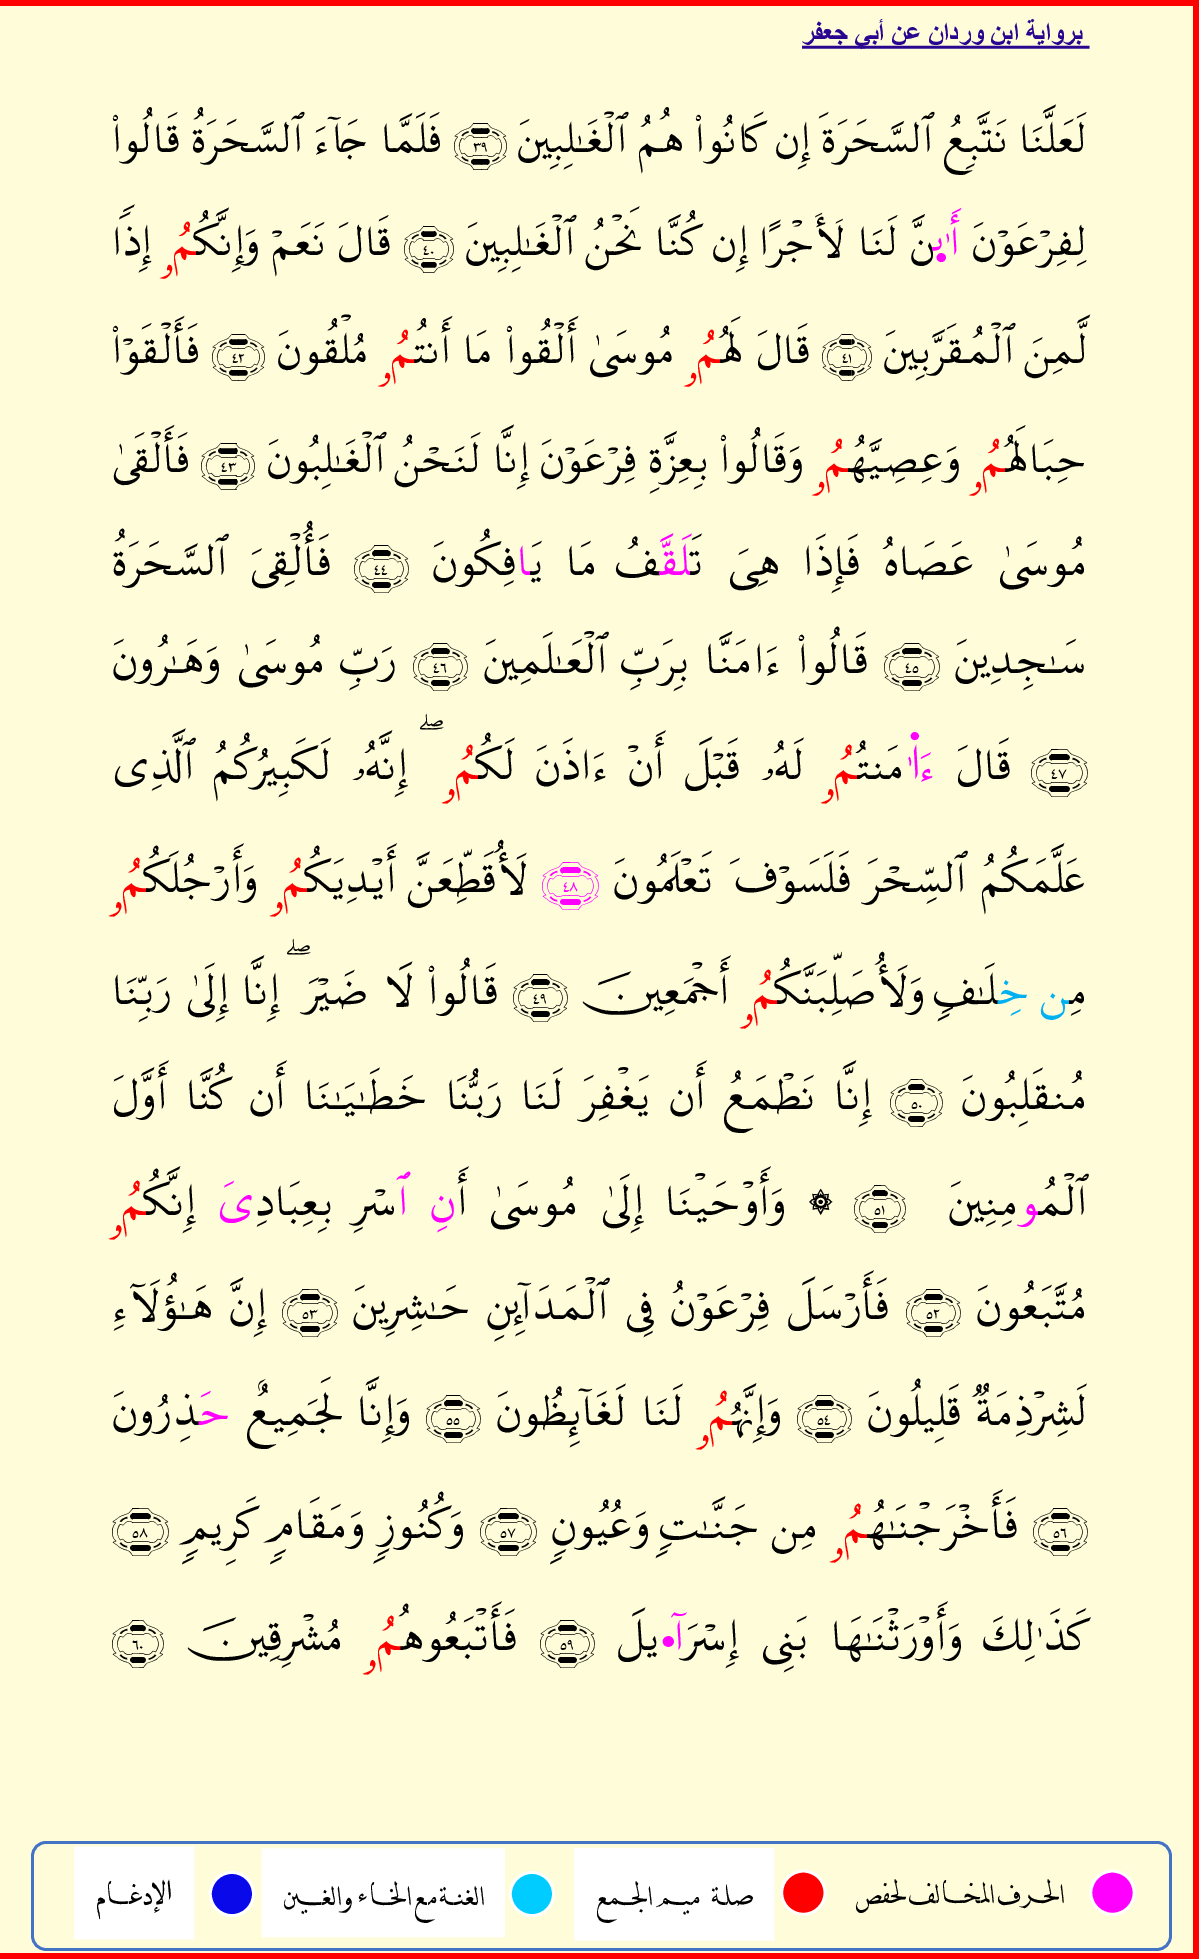 برواية ابن وردان عن أبي جعفر
لَعَلَّنَا نَتَّبِعُ ٱلسَّحَرَةَ إِن كَانُوا۟ هُمُ ٱلْغَـٰلِبِينَ ٣٩ فَلَمَّا جَآءَ ٱلسَّحَرَةُ قَالُوا۟
لِفِرْعَوْنَ أَٰ۪نَّ لَنَا لَأَجْرًا إِن كُنَّا نَحْنُ ٱلْغَـٰلِبِينَ ٤٠ قَالَ نَعَمْ وَإِنَّكُمُۥ إِذًا
لَّمِنَ ٱلْمُقَرَّبِينَ ٤١ قَالَ لَهُمُۥ مُوسَىٰ أَلْقُوا۟ مَا أَنتُمُۥ مُلْقُونَ ٤٢ فَأَلْقَوْا۟
حِبَالَهُمُۥ وَعِصِيَّهُمُۥ وَقَالُوا۟ بِعِزَّةِ فِرْعَوْنَ إِنَّا لَنَحْنُ ٱلْغَـٰلِبُونَ ٤٣ فَأَلْقَىٰ
مُوسَىٰ عَصَاهُ فَإِذَا هِىَ تَلَقَّفُ مَا يَافِكُونَ ٤٤ فَأُلْقِىَ ٱلسَّحَرَةُ
سَـٰجِدِينَ ٤٥ قَالُوا۟ ءَامَنَّا بِرَبِّ ٱلْعَـٰلَمِينَ ٤٦ رَبِّ مُوسَىٰ وَهَـٰرُونَ
٤٧ قَالَ ءَاٰ۬مَنتُمُۥ لَهُۥ قَبْلَ أَنْ ءَاذَنَ لَكُمُۥ ۖ إِنَّهُۥ لَكَبِيرُكُمُ ٱلَّذِى
عَلَّمَكُمُ ٱلسِّحْرَ فَلَسَوْفَ تَعْلَمُونَ ٤٨ لَأُقَطِّعَنَّ أَيْدِيَكُمُۥ وَأَرْجُلَكُمُۥ
مِن خِلَـٰفٍ وَلَأُصَلِّبَنَّكُمُۥ أَجْمَعِينَ ٤٩ قَالُوا۟ لَا ضَيْرَ ۖ إِنَّا إِلَىٰ رَبِّنَا
مُنقَلِبُونَ ٥٠ إِنَّا نَطْمَعُ أَن يَغْفِرَ لَنَا رَبُّنَا خَطَـٰيَـٰنَا أَن كُنَّا أَوَّلَ
ٱلْمُومِنِينَ ٥١ ۞ وَأَوْحَيْنَا إِلَىٰ مُوسَىٰ أَنِ ٱسْرِ بِعِبَادِىَ إِنَّكُمُۥ
مُتَّبَعُونَ ٥٢ فَأَرْسَلَ فِرْعَوْنُ فِى ٱلْمَدَآئِنِ حَـٰشِرِينَ ٥٣ إِنَّ هَـٰؤُلَآءِ
لَشِرْذِمَةٌ قَلِيلُونَ ٥٤ وَإِنَّهُمُۥ لَنَا لَغَآئِظُونَ ٥٥ وَإِنَّا لَجَمِيعٌ حَذِرُونَ
٥٦ فَأَخْرَجْنَـٰهُمُۥ مِن جَنَّـٰتٍ وَعُيُونٍ ٥٧ وَكُنُوزٍ وَمَقَامٍ كَرِيمٍ ٥٨
كَذَٰلِكَ وَأَوْرَثْنَـٰهَا بَنِى إِسْرَآ•يلَ ٥٩ فَأَتْبَعُوهُمُۥ مُشْرِقِينَ ٦٠
الحرف المخالف لحفص صلة ميم الجمع الغنة مع الخاء والغين الإدغام